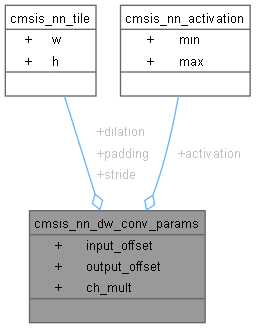 cmsis_nn_tile
+ w
+ h
cmsis_nn_activation
+ min
+ max
+dilation
+padding
+stride
+activation
cmsis_nn_dw_conv_params
+ input_offset
+ output_offset
+ ch_mult